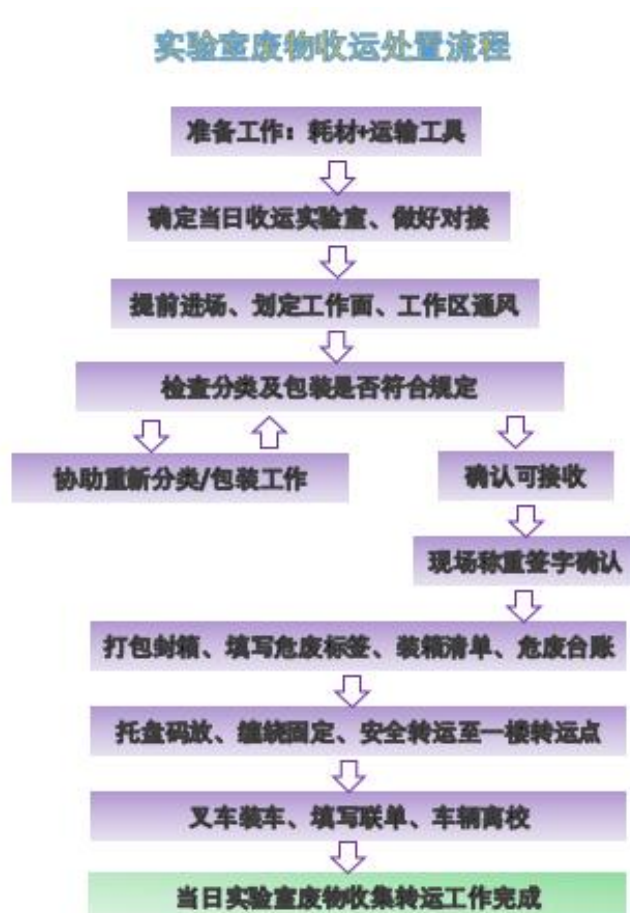 实验室废物收运处置流程
准备工作：耗材+运输工具
确定当日收运实验室、做好对接
提前进场、划定工作面、工作区通风
检查分类及包装是否符合规定
协助重新分类/包装工作
确认可接收
现场称重签字确认
打包封箱、填写危废标签、装箱清单、危废台账
托盘码放、缠绕固定、安全转运至一楼转运点
叉车装车、填写联单、车辆离校
当日实验室废物收集转运工作完成